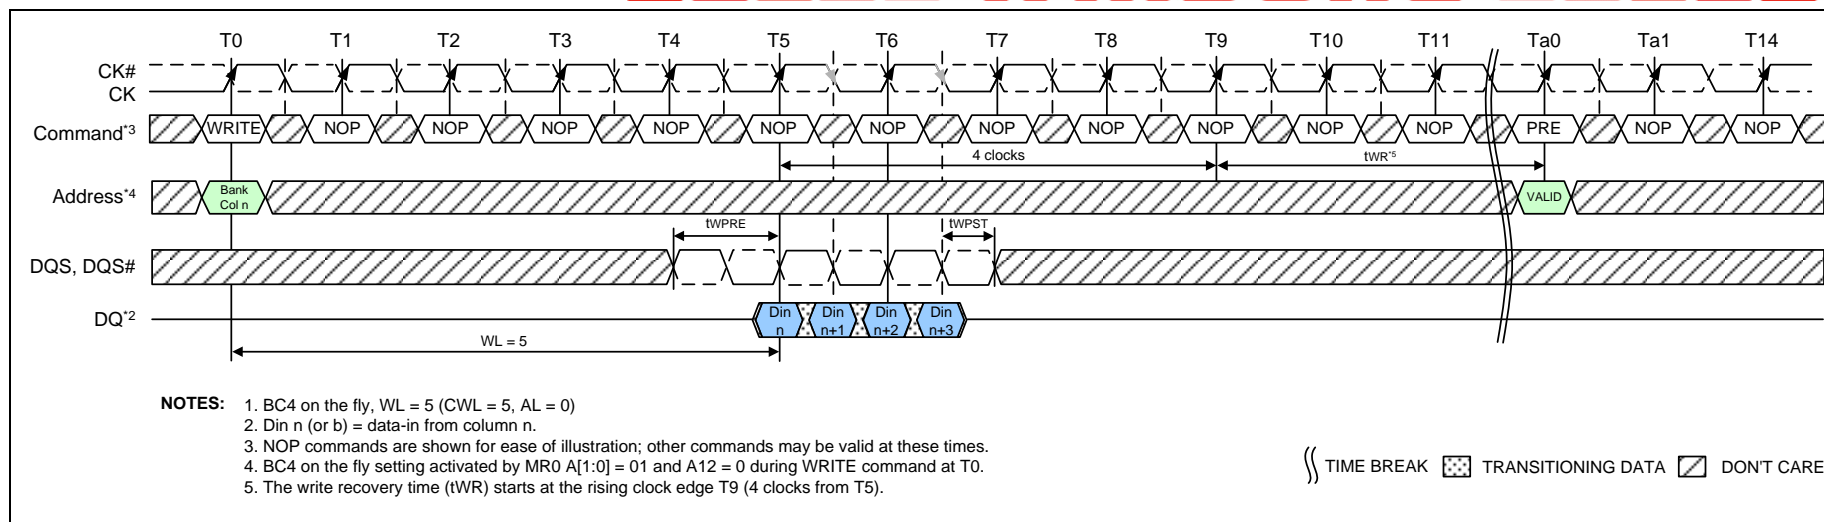 T0 T1 T2 T3 T4 T5 T6 T7 T8 T9 T10 T11 Ta0 Ta1 T14
CK#
CK
Command*3 WRITE NOP NOP NOP NOP NOP NOP NOP NOP NOP NOP NOP PRE NOP NOP
4 clocks tWR*5
Address*4 Bank Col n VALID
tWPRE tWPST
DQS, DQS#
DQ*2 Din n Din n+1 Din n+2 Din n+3
WL = 5
NOTES: 1. BC4 on the fly, WL = 5 (CWL = 5, AL = 0)
2. Din n (or b) = data-in from column n.
3. NOP commands are shown for ease of illustration; other commands may be valid at these times.
4. BC4 on the fly setting activated by MR0 A[1:0] = 01 and A12 = 0 during WRITE command at T0.
5. The write recovery time (tWR) starts at the rising clock edge T9 (4 clocks from T5).
TIME BREAK TRANSITIONING DATA DON'T CARE